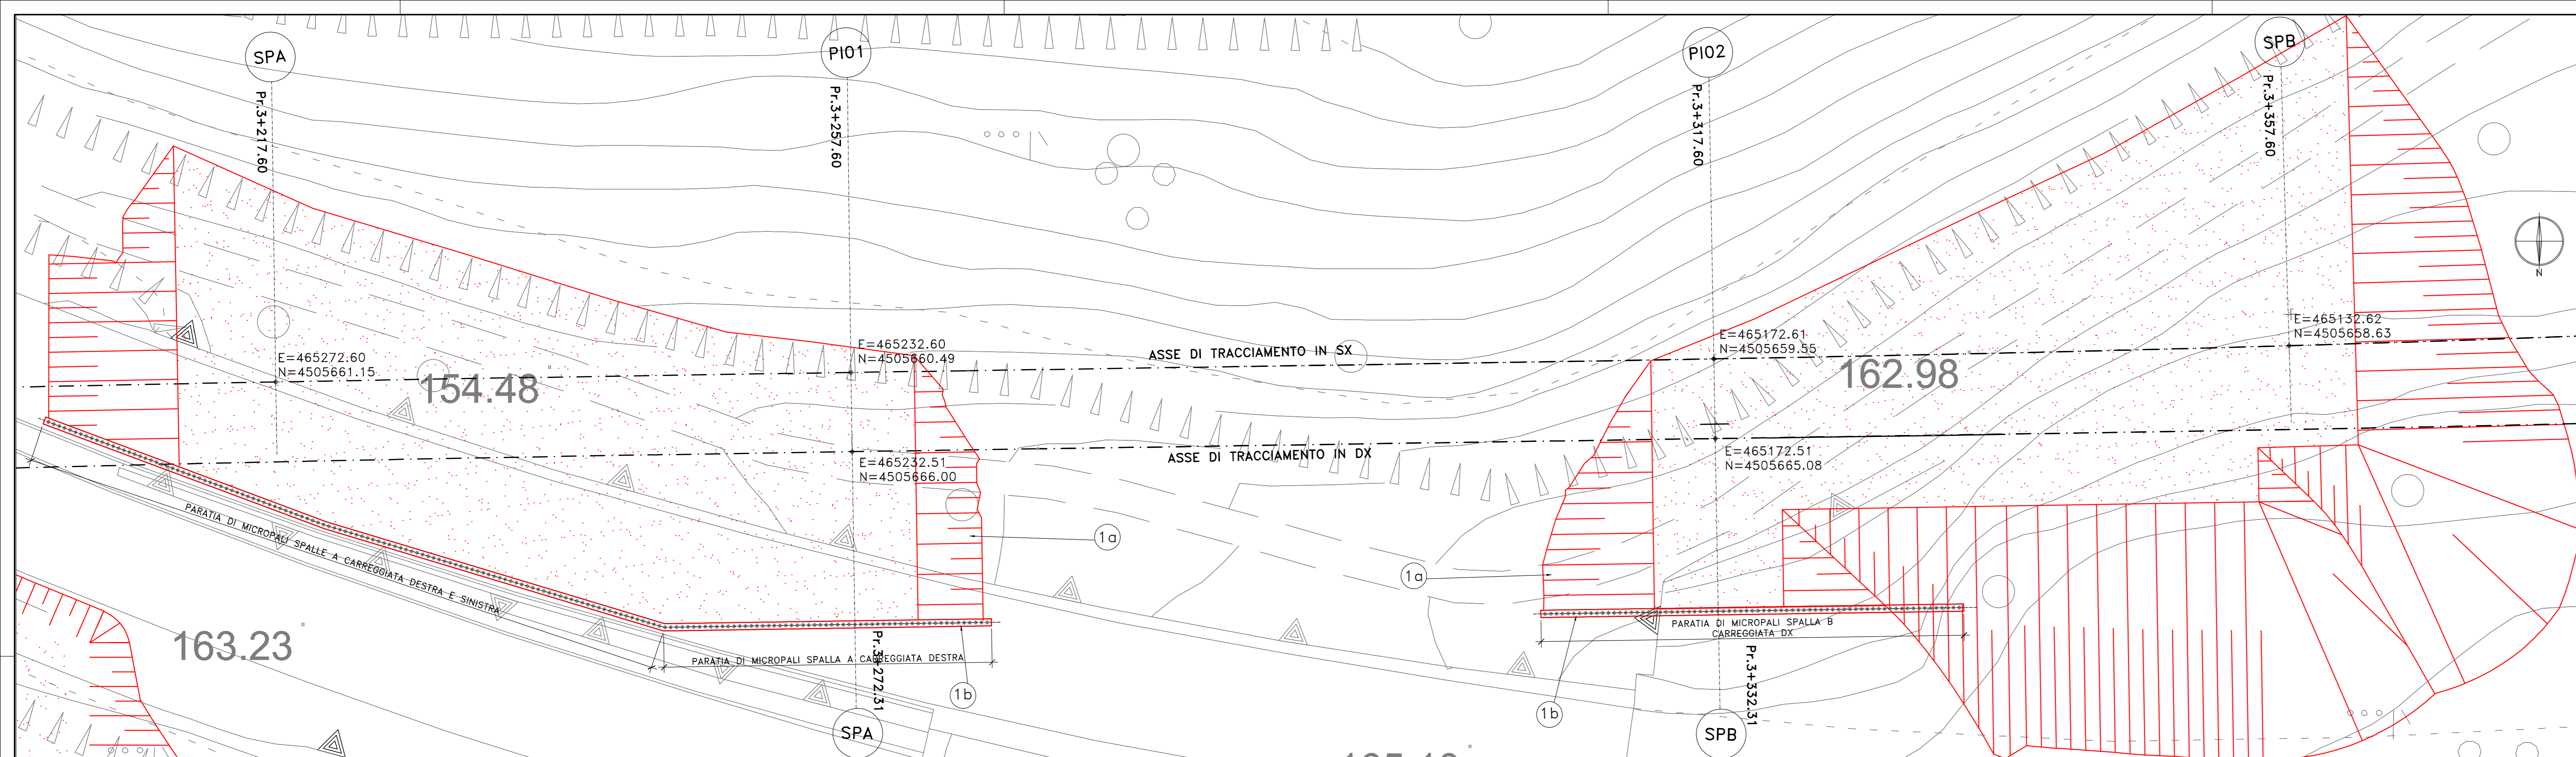 SPA
PI01
PI02
SPB
Pr.3+217.60
Pr.3+257.60
Pr.3+317.60
Pr.3+357.60
N
E=465272.60
N=4505661.15
E=465232.60
N=4505660.49
ASSE DI TRACCIAMENTO IN SX
E=465172.61
N=4505659.55
E=465132.62
N=4505658.63
154.48
162.98
E=465232.51
N=4505666.00
ASSE DI TRACCIAMENTO IN DX
E=465172.51
N=4505665.08
PARATIA DI MICROPALI SPALLE A CARREGGIATA DESTRA E SINISTRA
1a
1a
163.23
PARATIA DI MICROPALI SPALLA A CARREGGIATA DESTRA
PARATIA DI MICROPALI SPALLA B
CARREGGIATA DX
1b
1b
Pr.3+272.31
Pr.3+332.31
SPA
SPB